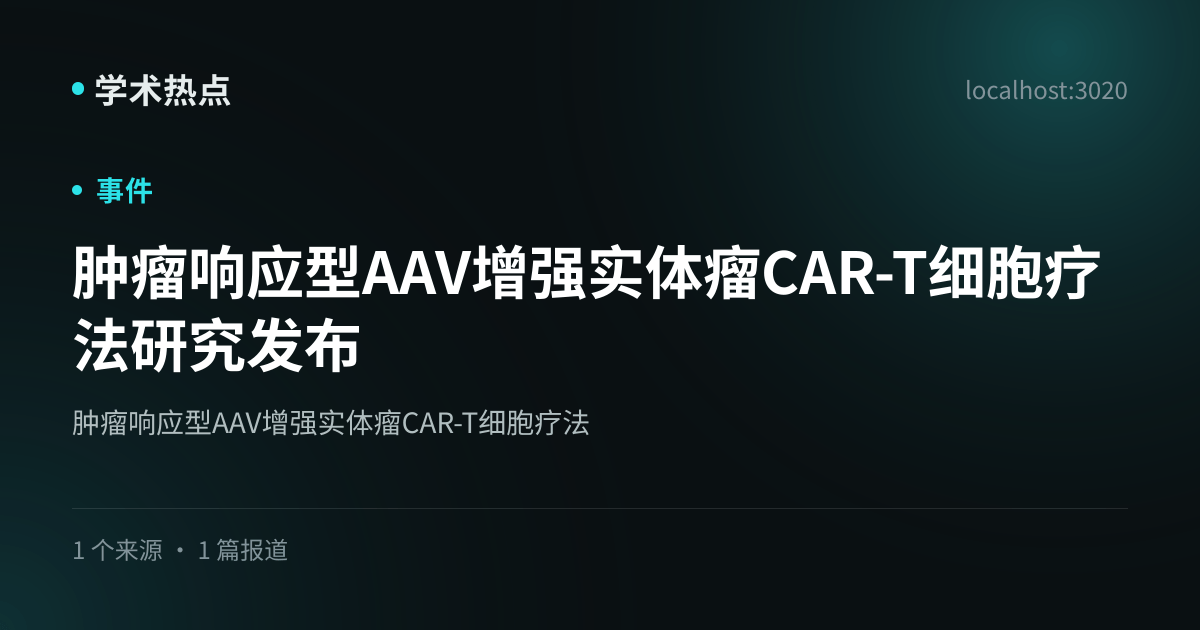 学术热点
localhost:3020
事件
肿瘤响应型AAV增强实体瘤CAR-T细胞疗
法研究发布
肿瘤响应型AAV增强实体瘤CAR-T细胞疗法
1 个来源 · 1 篇报道